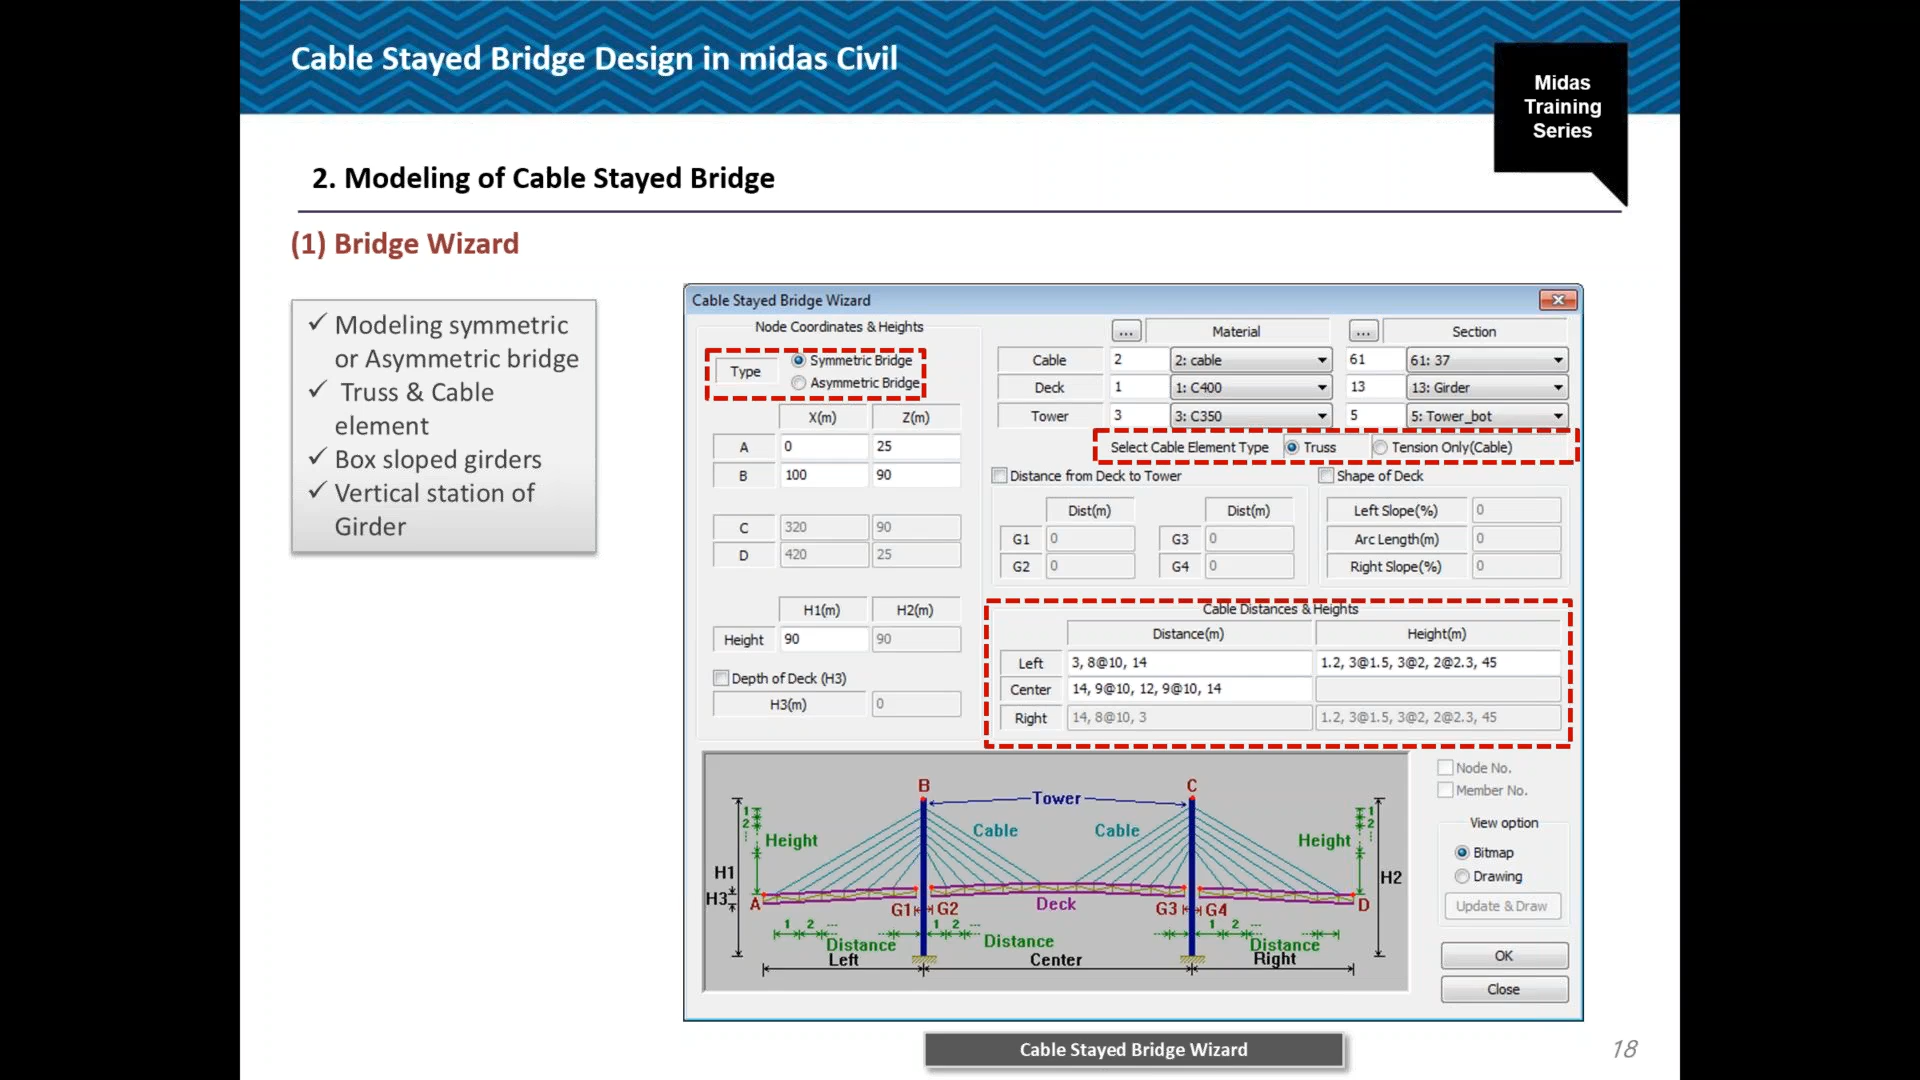 Cable Stayed Bridge Design in midas Civil
Midas
Training
Series
2. Modeling of Cable Stayed Bridge
(1) Bridge Wizard
✓ Modeling symmetric
or Asymmetric bridge
✓ Truss & Cable
element
✓ Box sloped girders
✓ Vertical station of
Girder
Cable Stayed Bridge Wizard
Node Coordinates & Heights
Type
Symmetric Bridge
Asymmetric Bridge
X(m) Z(m)
A 0 25
B 100 90
C 320 90
D 420 25
H1(m) H2(m)
Height 90 90
Depth of Deck (H3)
H3(m) 0
... Material ... Section
Cable 2 2: cable 61 61: 37
Deck 1 1: C400 13 13: Girder
Tower 3 3: C350 5 5: Tower_bot
Select Cable Element Type Truss Tension Only(Cable)
Distance from Deck to Tower
Dist(m) Dist(m)
G1 0 G3 0
G2 0 G4 0
Shape of Deck
Left Slope(%) 0
Arc Length(m) 0
Right Slope(%) 0
Cable Distances & Heights
Distance(m) Height(m)
Left 3, 8@10, 14 1.2, 3@1.5, 3@2, 2@2.3, 45
Center 14, 9@10, 12, 9@10, 14
Right 14, 8@10, 3 1.2, 3@1.5, 3@2, 2@2.3, 45
B C
Tower
1 1
2 2
Height Cable Cable Height
H1 H2
H3
A G1 G2 Deck G3 G4 D
1 2 ... 1 2 ... 1 2 ...
Distance Distance Distance
Left Center Right
Node No.
Member No.
View option
Bitmap
Drawing
Update & Draw
OK
Close
Cable Stayed Bridge Wizard
18